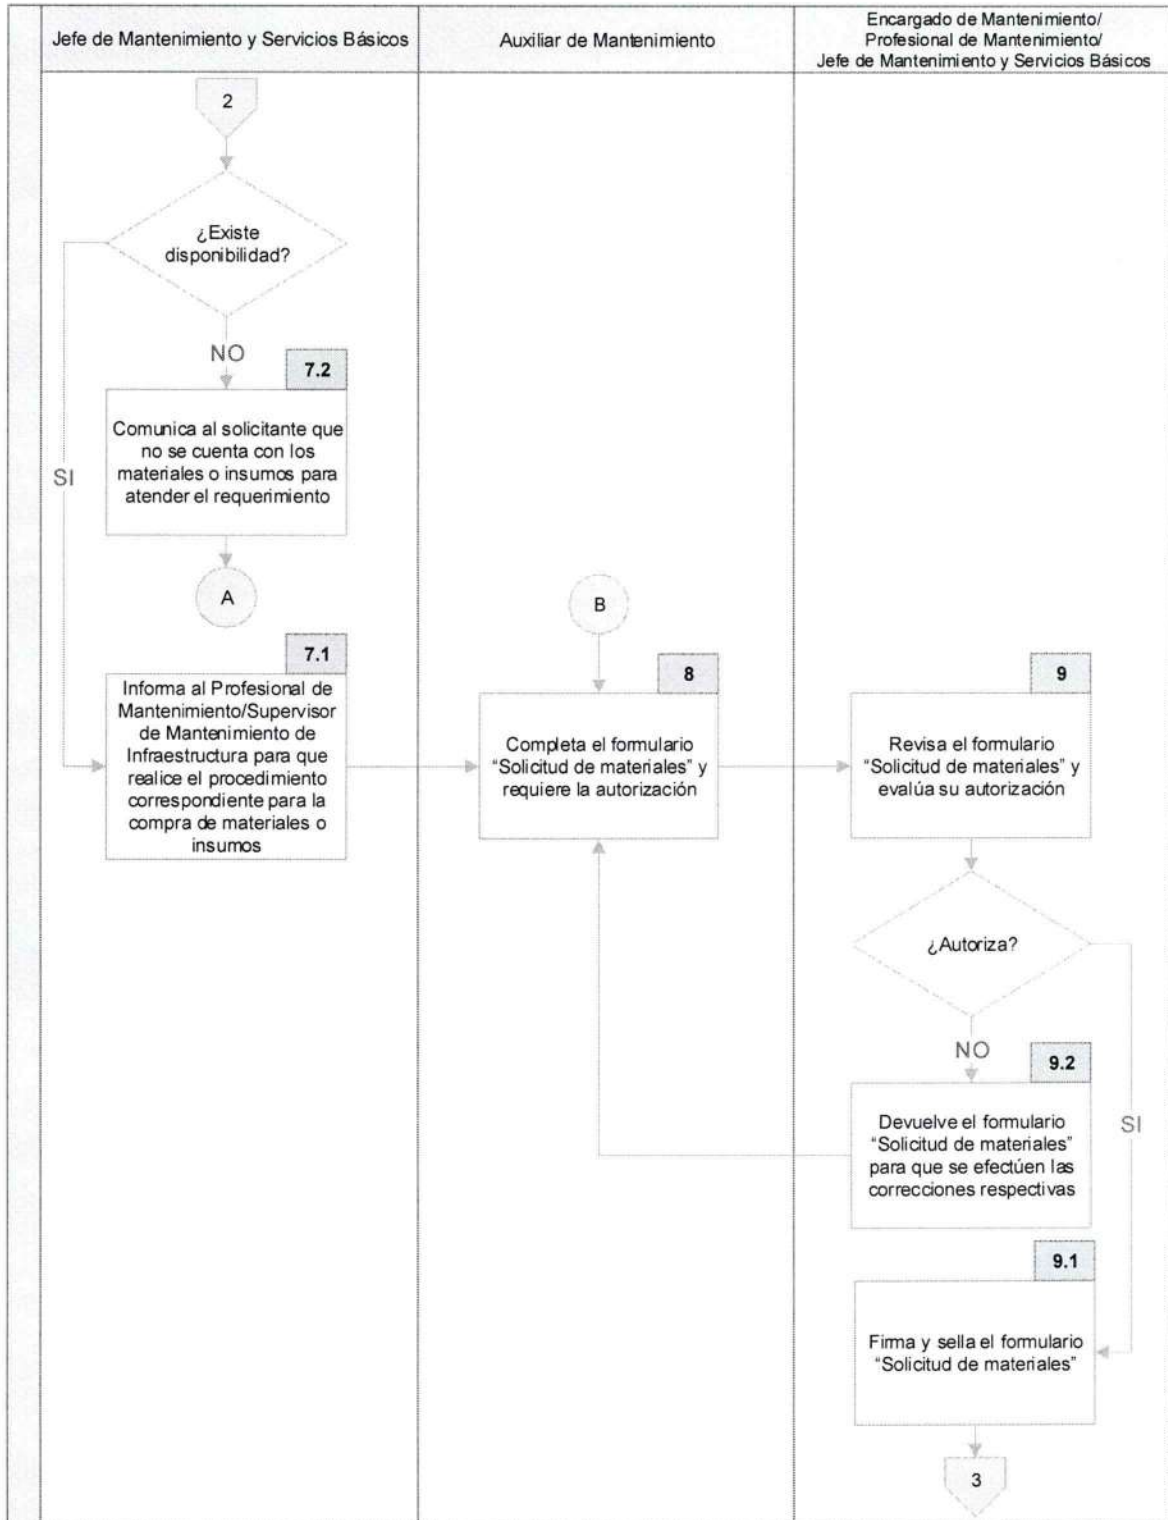 Jefe de Mantenimiento y Servicios Básicos
Auxiliar de Mantenimiento
Encargado de Mantenimiento/
Profesional de Mantenimiento/
Jefe de Mantenimiento y Servicios Básicos
2
¿Existe
disponibilidad?
NO
7.2
Comunica al solicitante que
no se cuenta con los
materiales o insumos para
atender el requerimiento
SI
A
B
7.1
Informa al Profesional de
Mantenimiento/Supervisor
de Mantenimiento de
Infraestructura para que
realice el procedimiento
correspondiente para la
compra de materiales o
insumos
8
Completa el formulario
“Solicitud de materiales” y
requiere la autorización
9
Revisa el formulario
“Solicitud de materiales” y
evalúa su autorización
¿Autoriza?
NO
9.2
Devuelve el formulario
“Solicitud de materiales”
para que se efectúen las
correcciones respectivas
SI
9.1
Firma y sella el formulario
“Solicitud de materiales”
3